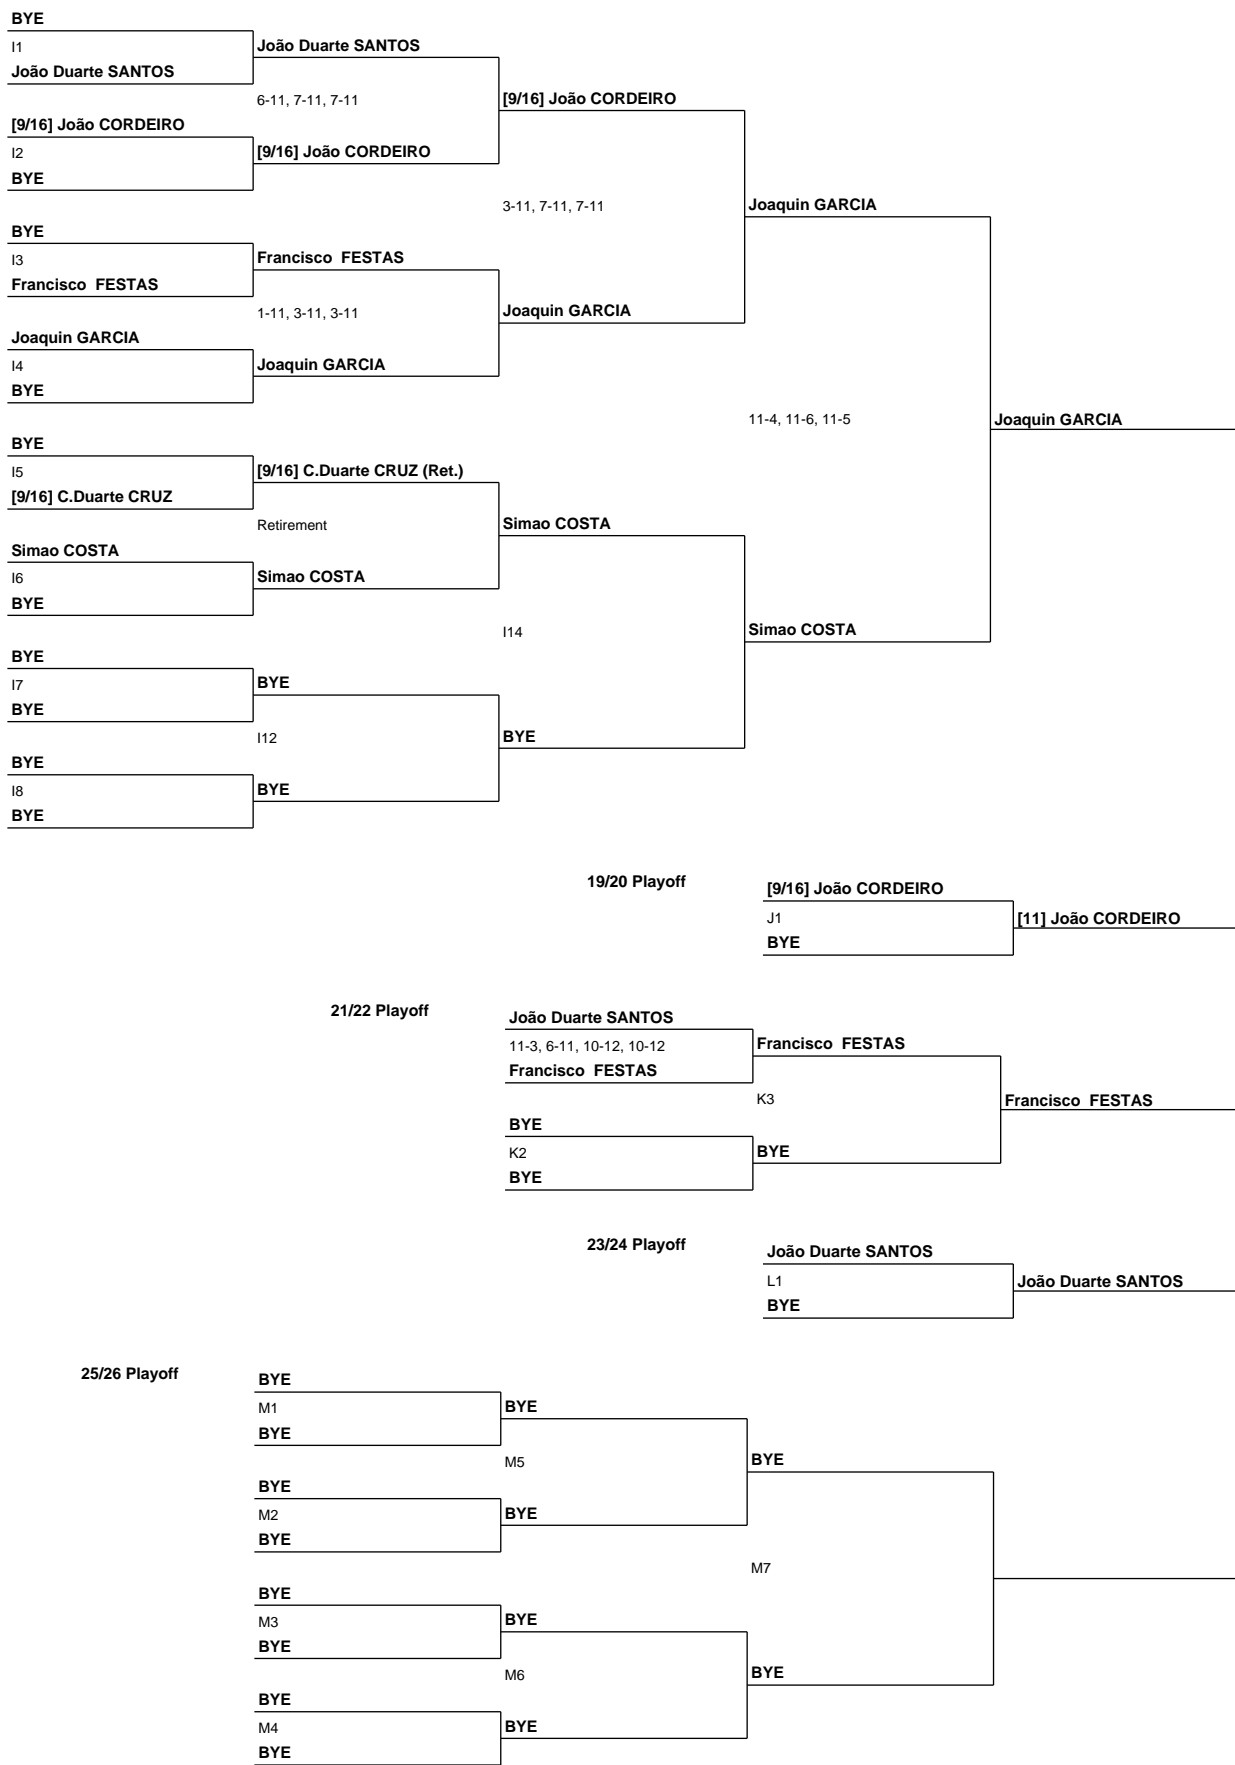 BYE
I1
João Duarte SANTOS
João Duarte SANTOS
6-11, 7-11, 7-11
[9/16] João CORDEIRO
[9/16] João CORDEIRO
I2
[9/16] João CORDEIRO
BYE
3-11, 7-11, 7-11
Joaquin GARCIA
BYE
I3
Francisco  FESTAS
Francisco  FESTAS
1-11, 3-11, 3-11
Joaquin GARCIA
Joaquin GARCIA
I4
Joaquin GARCIA
BYE
11-4, 11-6, 11-5
Joaquin GARCIA
BYE
I5
[9/16] C.Duarte CRUZ (Ret.)
[9/16] C.Duarte CRUZ
Retirement
Simao COSTA
Simao COSTA
I6
Simao COSTA
BYE
I14
Simao COSTA
BYE
I7
BYE
BYE
I12
BYE
BYE
I8
BYE
BYE
19/20 Playoff
[9/16] João CORDEIRO
J1
[11] João CORDEIRO
BYE
21/22 Playoff
João Duarte SANTOS
11-3, 6-11, 10-12, 10-12
Francisco  FESTAS
Francisco  FESTAS
K3
Francisco  FESTAS
BYE
K2
BYE
BYE
23/24 Playoff
João Duarte SANTOS
L1
João Duarte SANTOS
BYE
25/26 Playoff
BYE
M1
BYE
BYE
M5
BYE
BYE
M2
BYE
BYE
M7
BYE
M3
BYE
BYE
M6
BYE
BYE
M4
BYE
BYE